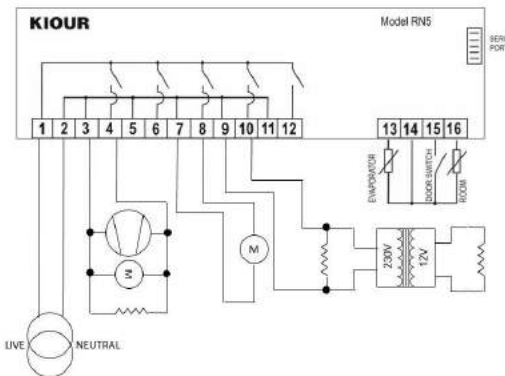 KIOUR
Model RN5
SERI
PORT
1 2 3 4 5 6 7 8 9 10 11 12
13 14 15 16
EVAPORATOR
DOOR SWITCH
ROOM
M
M
230V
12V
LIVE
NEUTRAL